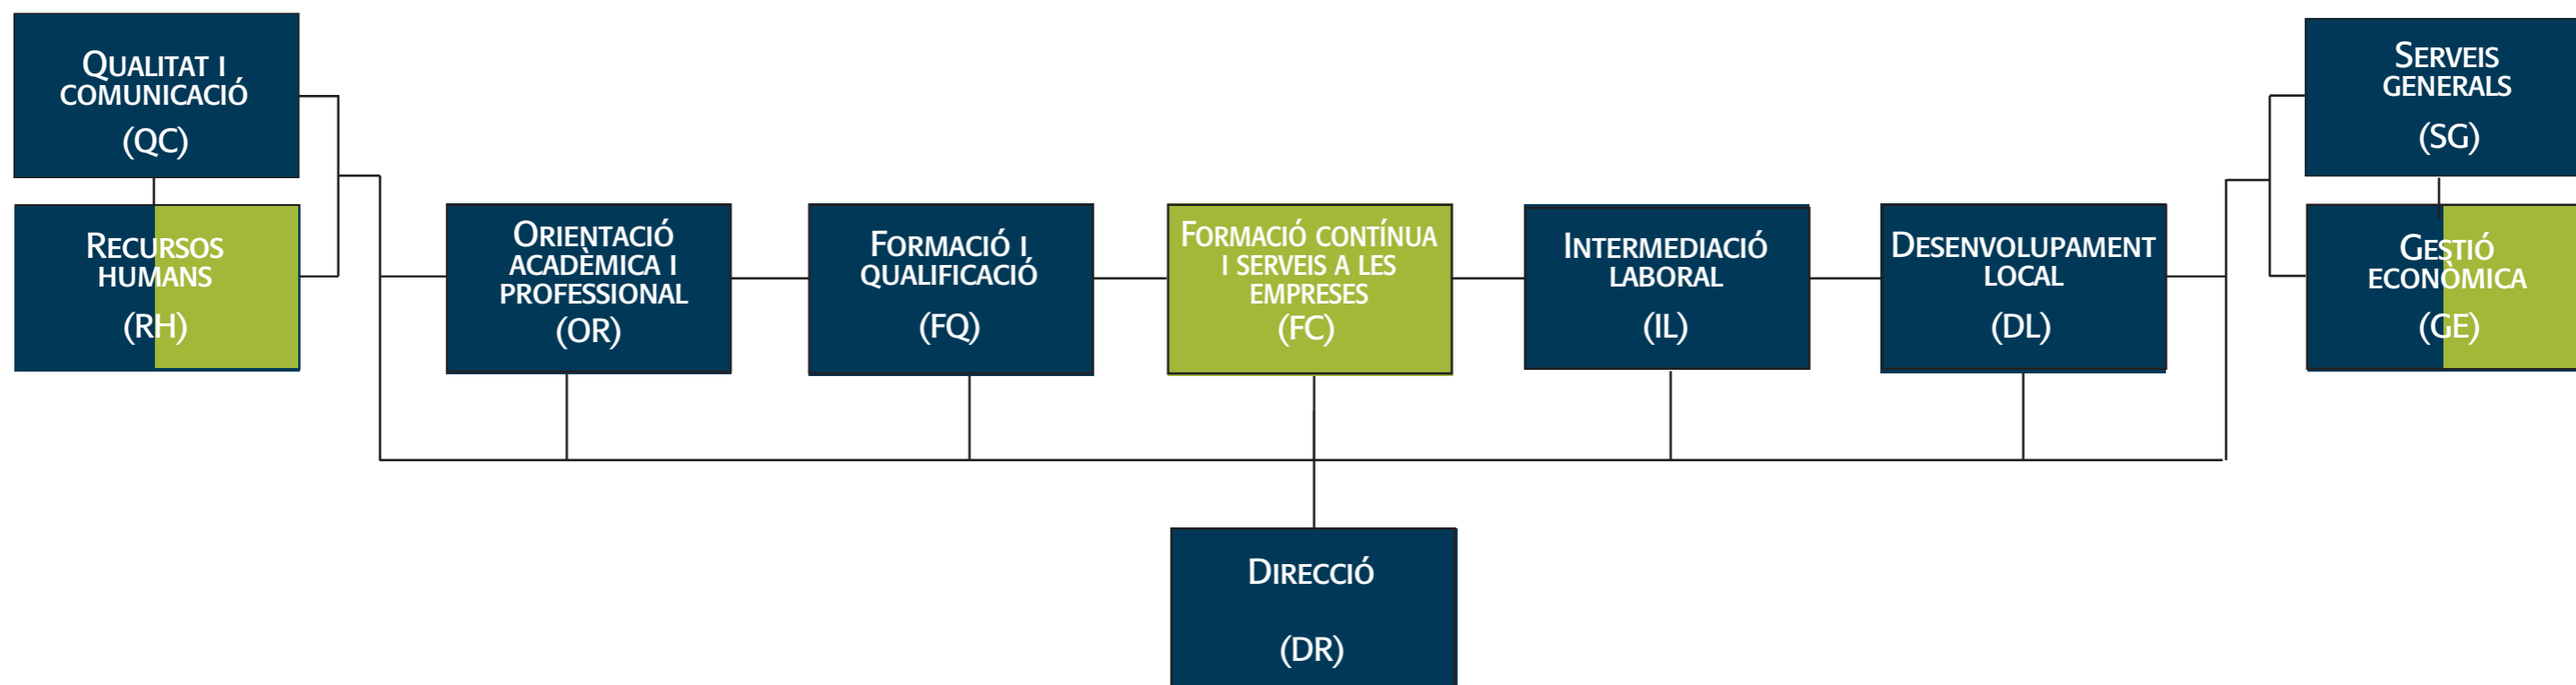 QUALITAT I
COMUNICACIÓ
(QC)
RECURSOS
HUMANS
(RH)
ORIENTACIÓ
ACADÈMICA I
PROFESSIONAL
(OR)
FORMACIÓ I
QUALIFICACIÓ
(FQ)
FORMACIÓ CONTÍNUA
I SERVEIS A LES
EMPRESES
(FC)
INTERMEDIACIÓ
LABORAL
(IL)
DESENVOLUPAMENT
LOCAL
(DL)
SERVEIS
GENERALS
(SG)
GESTIÓ
ECONÒMICA
(GE)
DIRECCIÓ
(DR)